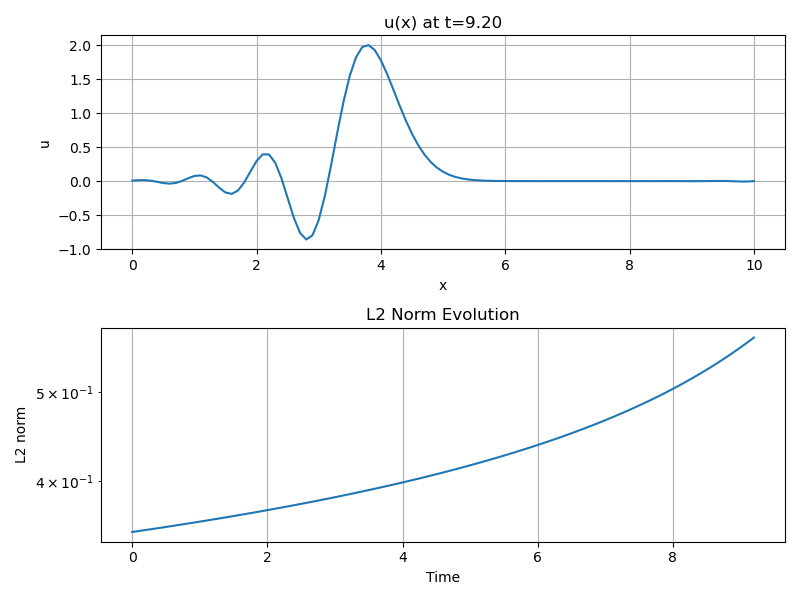 u(x) at t=9.20
2.0
1.5
1.0
0.5
0.0
−0.5
−1.0
u
0 2 4 6 8 10
x
L2 Norm Evolution
5 × 10⁻¹
4 × 10⁻¹
L2 norm
0 2 4 6 8
Time